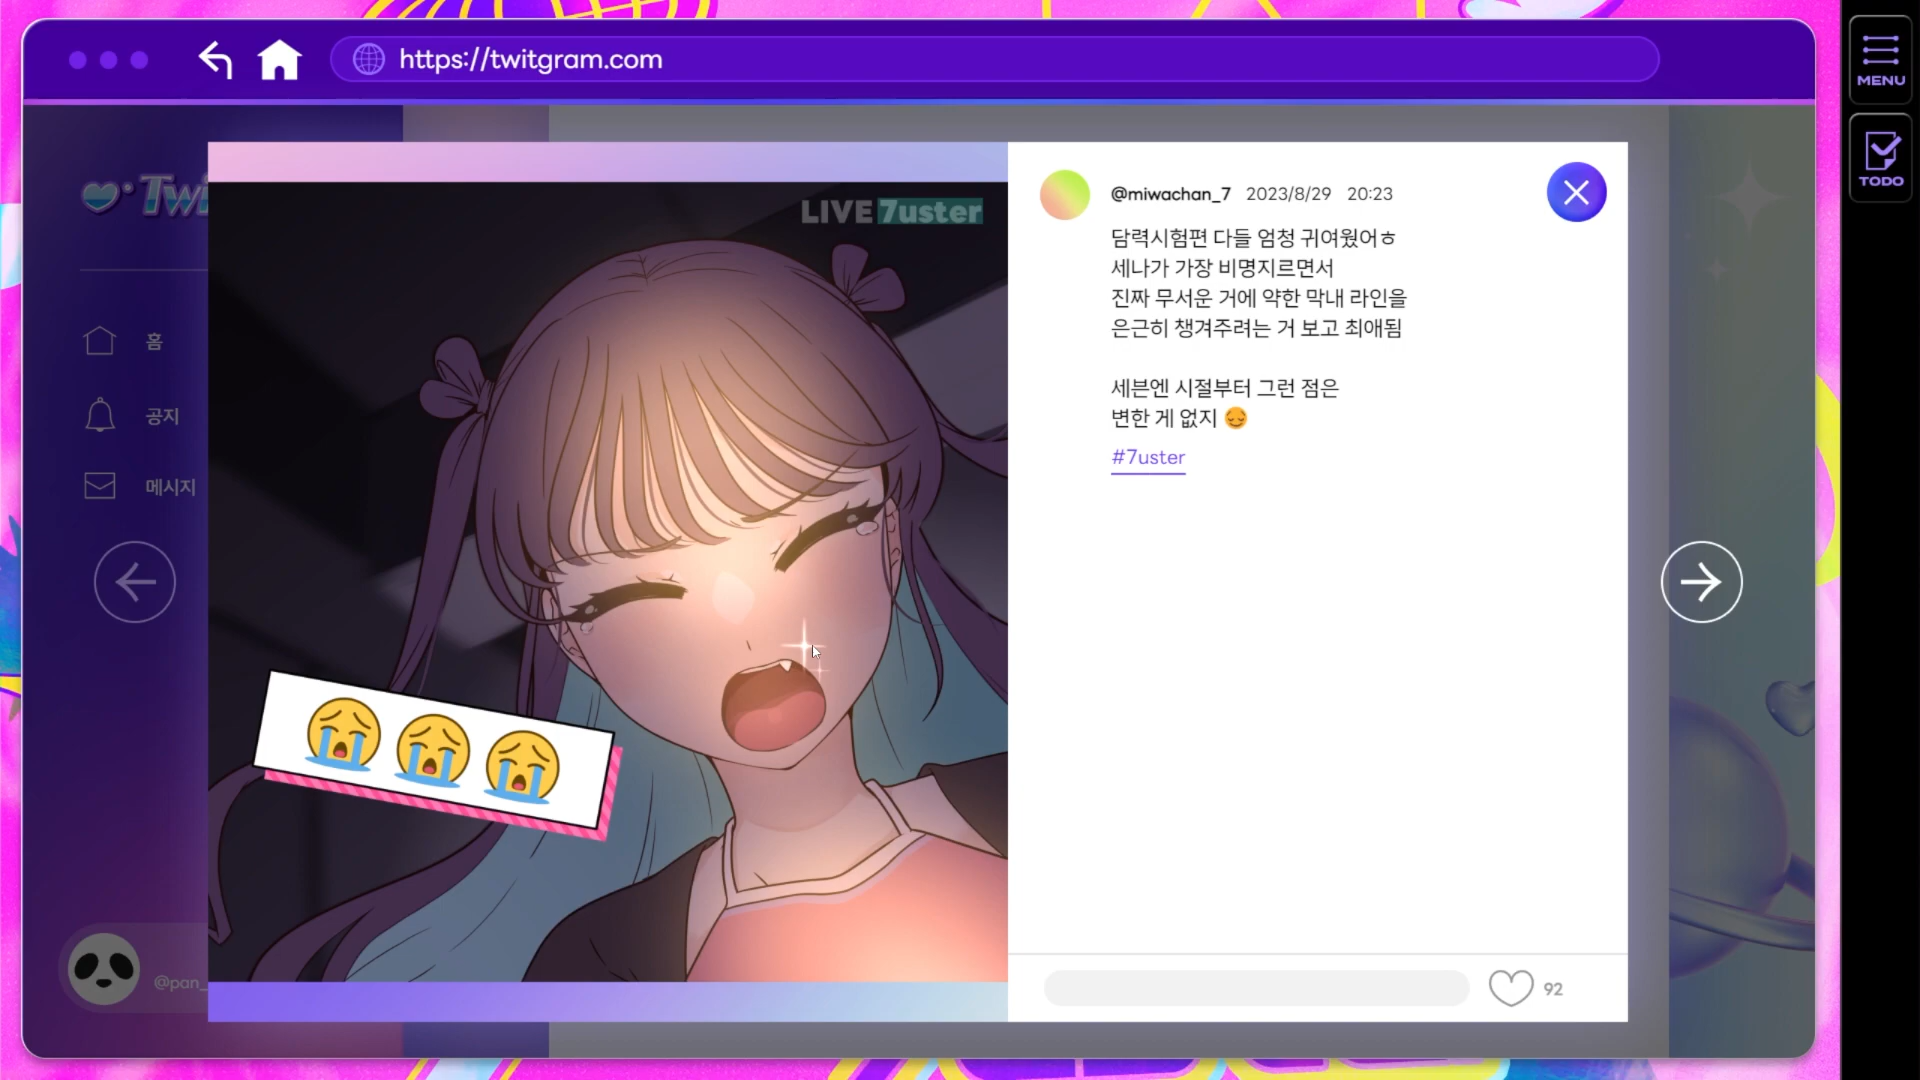 https://twitgram.com
MENU
TODO
Twi
홈
공지
메시지
@pan_
LIVE 7uster
@miwachan_7 2023/8/29 20:23
담력시험편 다들 엄청 귀여웠어ㅎ
세나가 가장 비명지르면서
진짜 무서운 거에 약한 막내 라인을
은근히 챙겨주려는 거 보고 최애됨
세븐엔 시절부터 그런 점은
변한 게 없지 😌
#7uster
92